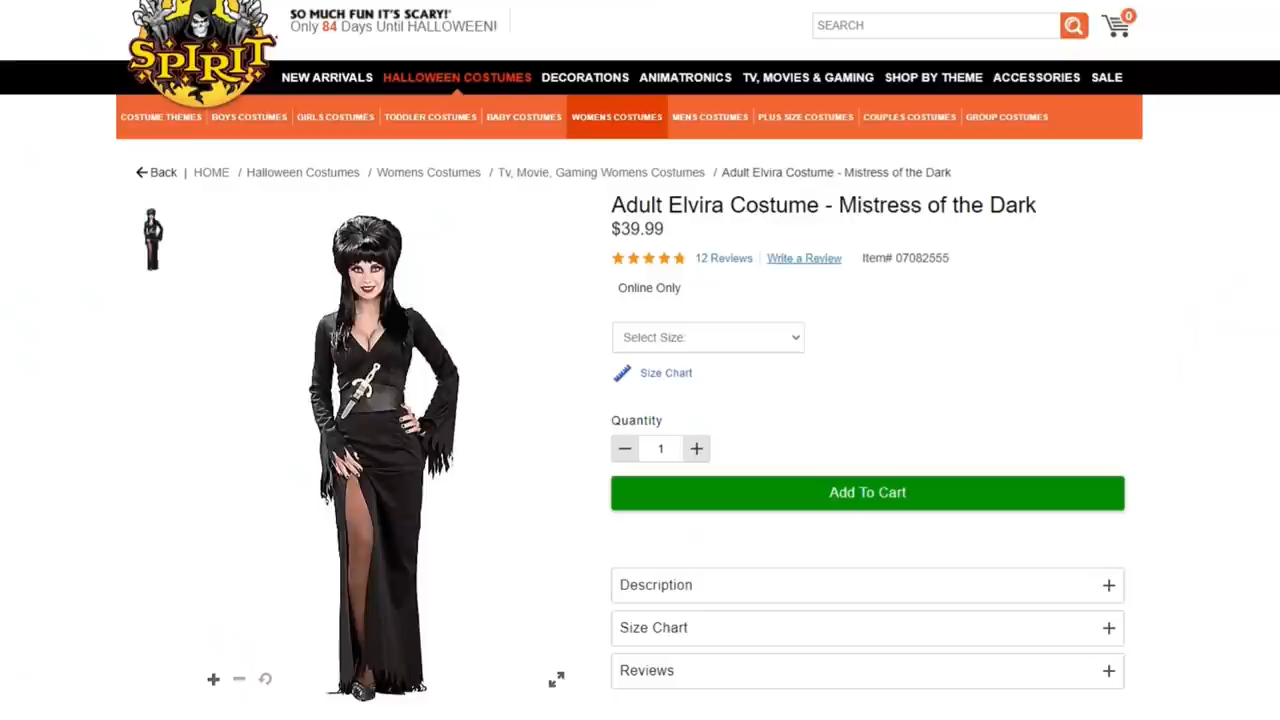 SPIRIT
SO MUCH FUN IT'S SCARY!
Only 84 Days Until HALLOWEEN!
SEARCH
0
NEW ARRIVALS HALLOWEEN COSTUMES DECORATIONS ANIMATRONICS TV, MOVIES & GAMING SHOP BY THEME ACCESSORIES SALE
COSTUME THEMES BOYS COSTUMES GIRLS COSTUMES TODDLER COSTUMES BABY COSTUMES WOMENS COSTUMES MENS COSTUMES PLUS SIZE COSTUMES COUPLES COSTUMES GROUP COSTUMES
Back | HOME / Halloween Costumes / Womens Costumes / Tv, Movie, Gaming Womens Costumes / Adult Elvira Costume - Mistress of the Dark
Adult Elvira Costume - Mistress of the Dark
$39.99
12 Reviews Write a Review Item# 07082555
Online Only
Select Size:
Size Chart
Quantity
1
Add To Cart
Description
Size Chart
Reviews